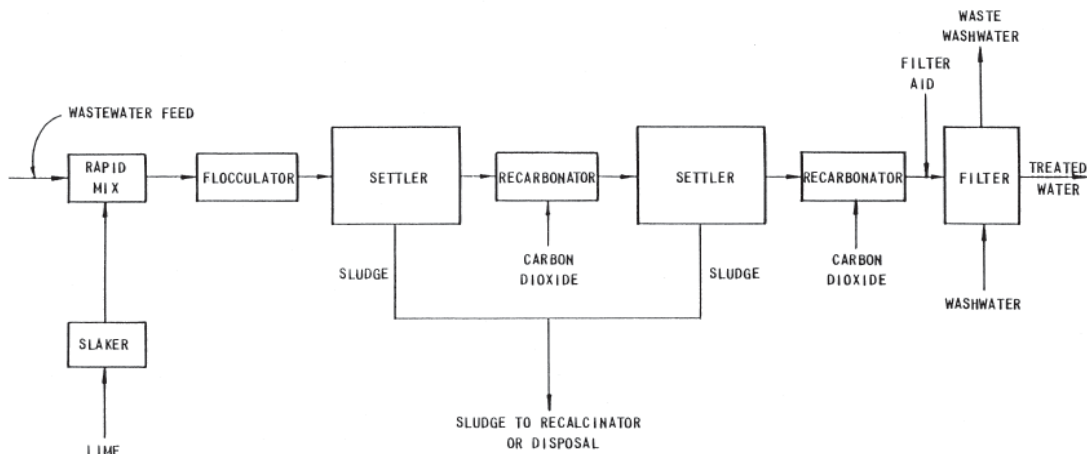 WASTE
WASHWATER
FILTER
AID
WASTEWATER FEED
RAPID
MIX
FLOCCULATOR
SETTLER
RECARBONATOR
SETTLER
RECARBONATOR
FILTER
TREATED
WATER
SLUDGE
CARBON
DIOXIDE
SLUDGE
CARBON
DIOXIDE
WASHWATER
SLAKER
SLUDGE TO RECALCINATOR
OR DISPOSAL
LIME